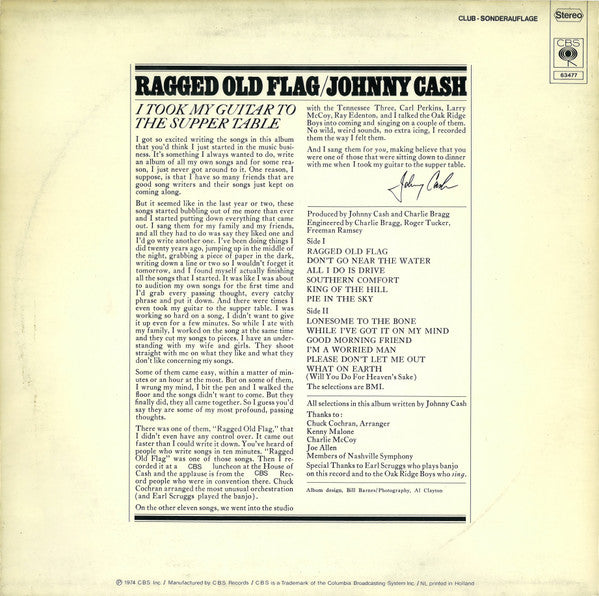 CLUB - SONDERAUFLAGE
Stereo
CBS
63477
RAGGED OLD FLAG/JOHNNY CASH
I TOOK MY GUITAR TO
THE SUPPER TABLE
I got so excited writing the songs in this album
that you'd think I just started in the music busi-
ness. It's something I always wanted to do, write
an album of all my own songs and for some rea-
son, I just never got around to it. One reason, I
suppose, is that I have so many friends that are
good song writers and their songs just kept on
coming along.
But it seemed like in the last year or two, these
songs started bubbling out of me more than ever
and I started putting down everything that came
out. I sang them for my family and my friends,
and all they had to do was say they liked one and
I'd go write another one. I've been doing things I
did twenty years ago, jumping up in the middle of
the night, grabbing a piece of paper in the dark,
writing down a line or two so I wouldn't forget it
tomorrow, and I found myself actually finishing
all the songs that I started. It was like I was about
to audition my own songs for the first time and
I'd grab every passing thought, every catchy
phrase and put it down. And there were times I
even took my guitar to the supper table. I was
working so hard on a song, I didn't want to give
it up even for a few minutes. So while I ate with
my family, I worked on the song at the same time
and they cut my songs to pieces. I have an under-
standing with my wife and girls. They shoot
straight with me on what they like and what they
don't like concerning my songs.
Some of them came easy, within a matter of min-
utes or an hour at the most. But on some of them,
I wrung my mind, I bit the pen and I walked the
floor and the songs didn't want to come. But they
finally did, they all came together. So I guess you'd
say they are some of my most profound, passing
thoughts.
There was one of them, "Ragged Old Flag," that
I didn't even have any control over. It came out
faster than I could write it down. You've heard of
people who write songs in ten minutes. "Ragged
Old Flag" was one of those songs. Then I re-
corded it at a CBS luncheon at the House of
Cash and the applause is from the CBS Rec
ord people who were in convention there. Chuck
Cochran arranged the most unusual orchestration
(and Earl Scruggs played the banjo).
On the other eleven songs, we went into the studio
with the Tennessee Three, Carl Perkins, Larry
McCoy, Ray Edenton, and I talked the Oak Ridge
Boys into coming and singing on a couple of them.
No wild, weird sounds, no extra icing, I recorded
them the way I felt them.
And I sang them for you, making believe that you
were one of those that were sitting down to dinner
with me when I took my guitar to the supper table.
Johnny Cash
Produced by Johnny Cash and Charlie Bragg
Engineered by Charlie Bragg, Roger Tucker,
Freeman Ramsey
Side I
RAGGED OLD FLAG
DON'T GO NEAR THE WATER
ALL I DO IS DRIVE
SOUTHERN COMFORT
KING OF THE HILL
PIE IN THE SKY
Side II
LONESOME TO THE BONE
WHILE I'VE GOT IT ON MY MIND
GOOD MORNING FRIEND
I'M A WORRIED MAN
PLEASE DON'T LET ME OUT
WHAT ON EARTH
(Will You Do For Heaven's Sake)
The selections are BMI.
All selections in this album written by Johnny Cash
Thanks to:
Chuck Cochran, Arranger
Kenny Malone
Charlie McCoy
Joe Allen
Members of Nashville Symphony
Special Thanks to Earl Scruggs who plays banjo
on this record and to the Oak Ridge Boys who sing.
Album design, Bill Barnes/Photography, Al Clayton
Ⓟ 1974 CBS Inc. / Manufactured by CBS Records / CBS is a Trademark of the Columbia Broadcasting System Inc / NL printed in Holland